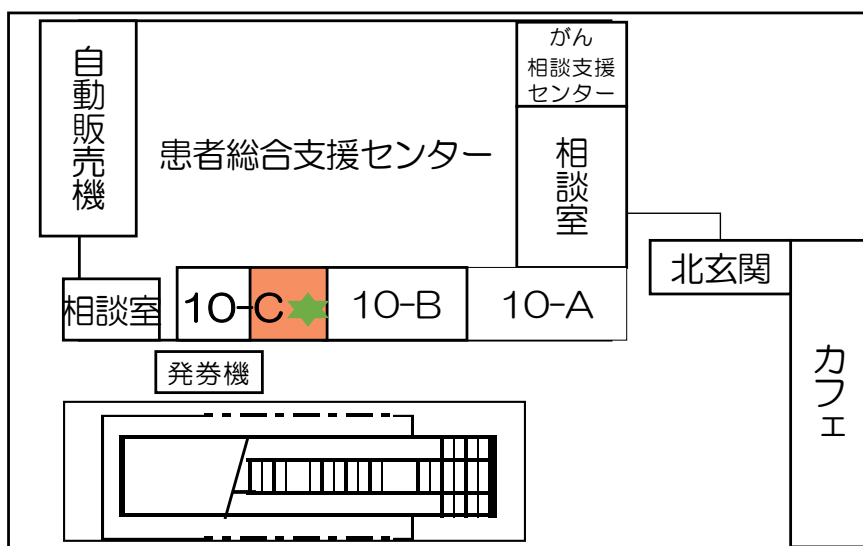 自動販売機
患者総合支援センター
がん
相談支援
センター
相談室
北玄関
カフェ
相談室
10-C
10-B
10-A
発券機